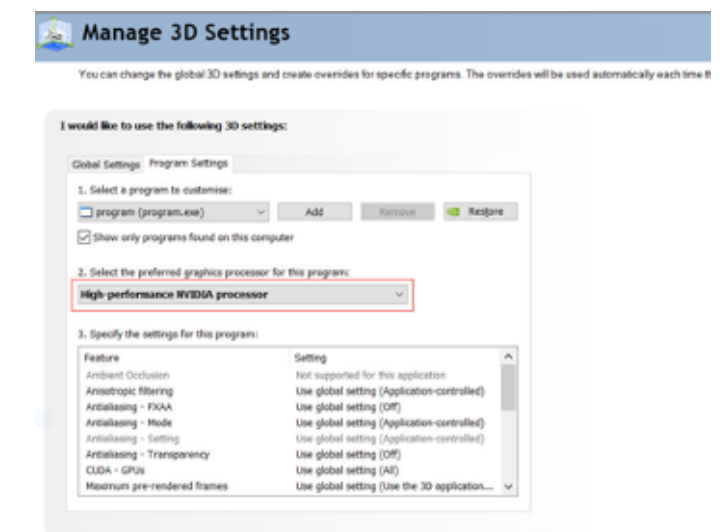 Manage 3D Settings
You can change the global 3D settings and create overrides for specific programs. The overrides will be used automatically each time
I would like to use the following 3D settings:
Global Settings Program Settings
1. Select a program to customise:
program (program.exe) Add Remove Restore
Show only programs found on this computer
2. Select the preferred graphics processor for this program:
High-performance NVIDIA processor
3. Specify the settings for this program:
Feature Setting
Ambient Occlusion Not supported for this application
Anisotropic filtering Use global setting (Application-controlled)
Antialiasing - FXAA Use global setting (Off)
Antialiasing - Mode Use global setting (Application-controlled)
Antialiasing - Setting Use global setting (Application-controlled)
Antialiasing - Transparency Use global setting (Off)
CUDA - GPUs Use global setting (All)
Maximum pre-rendered frames Use global setting (Use the 3D application...